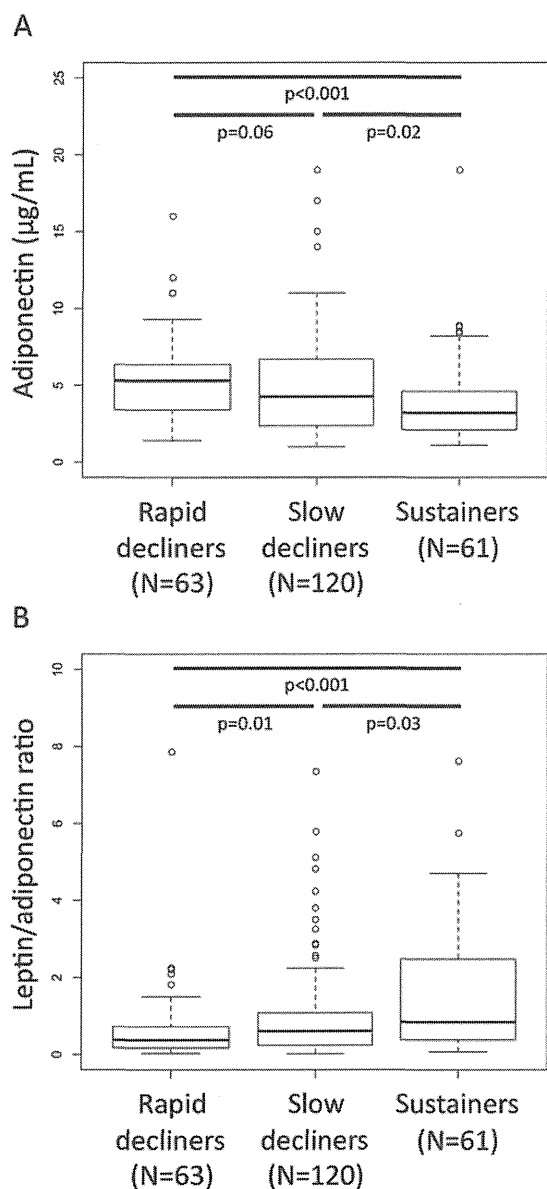 A
Adiponectin (µg/mL)
25
20
15
10
5
0
p<0.001
p=0.06
p=0.02
Rapid
decliners
(N=63)
Slow
decliners
(N=120)
Sustainers
(N=61)
B
Leptin/adiponectin ratio
10
8
6
4
2
0
p<0.001
p=0.01
p=0.03
Rapid
decliners
(N=63)
Slow
decliners
(N=120)
Sustainers
(N=61)